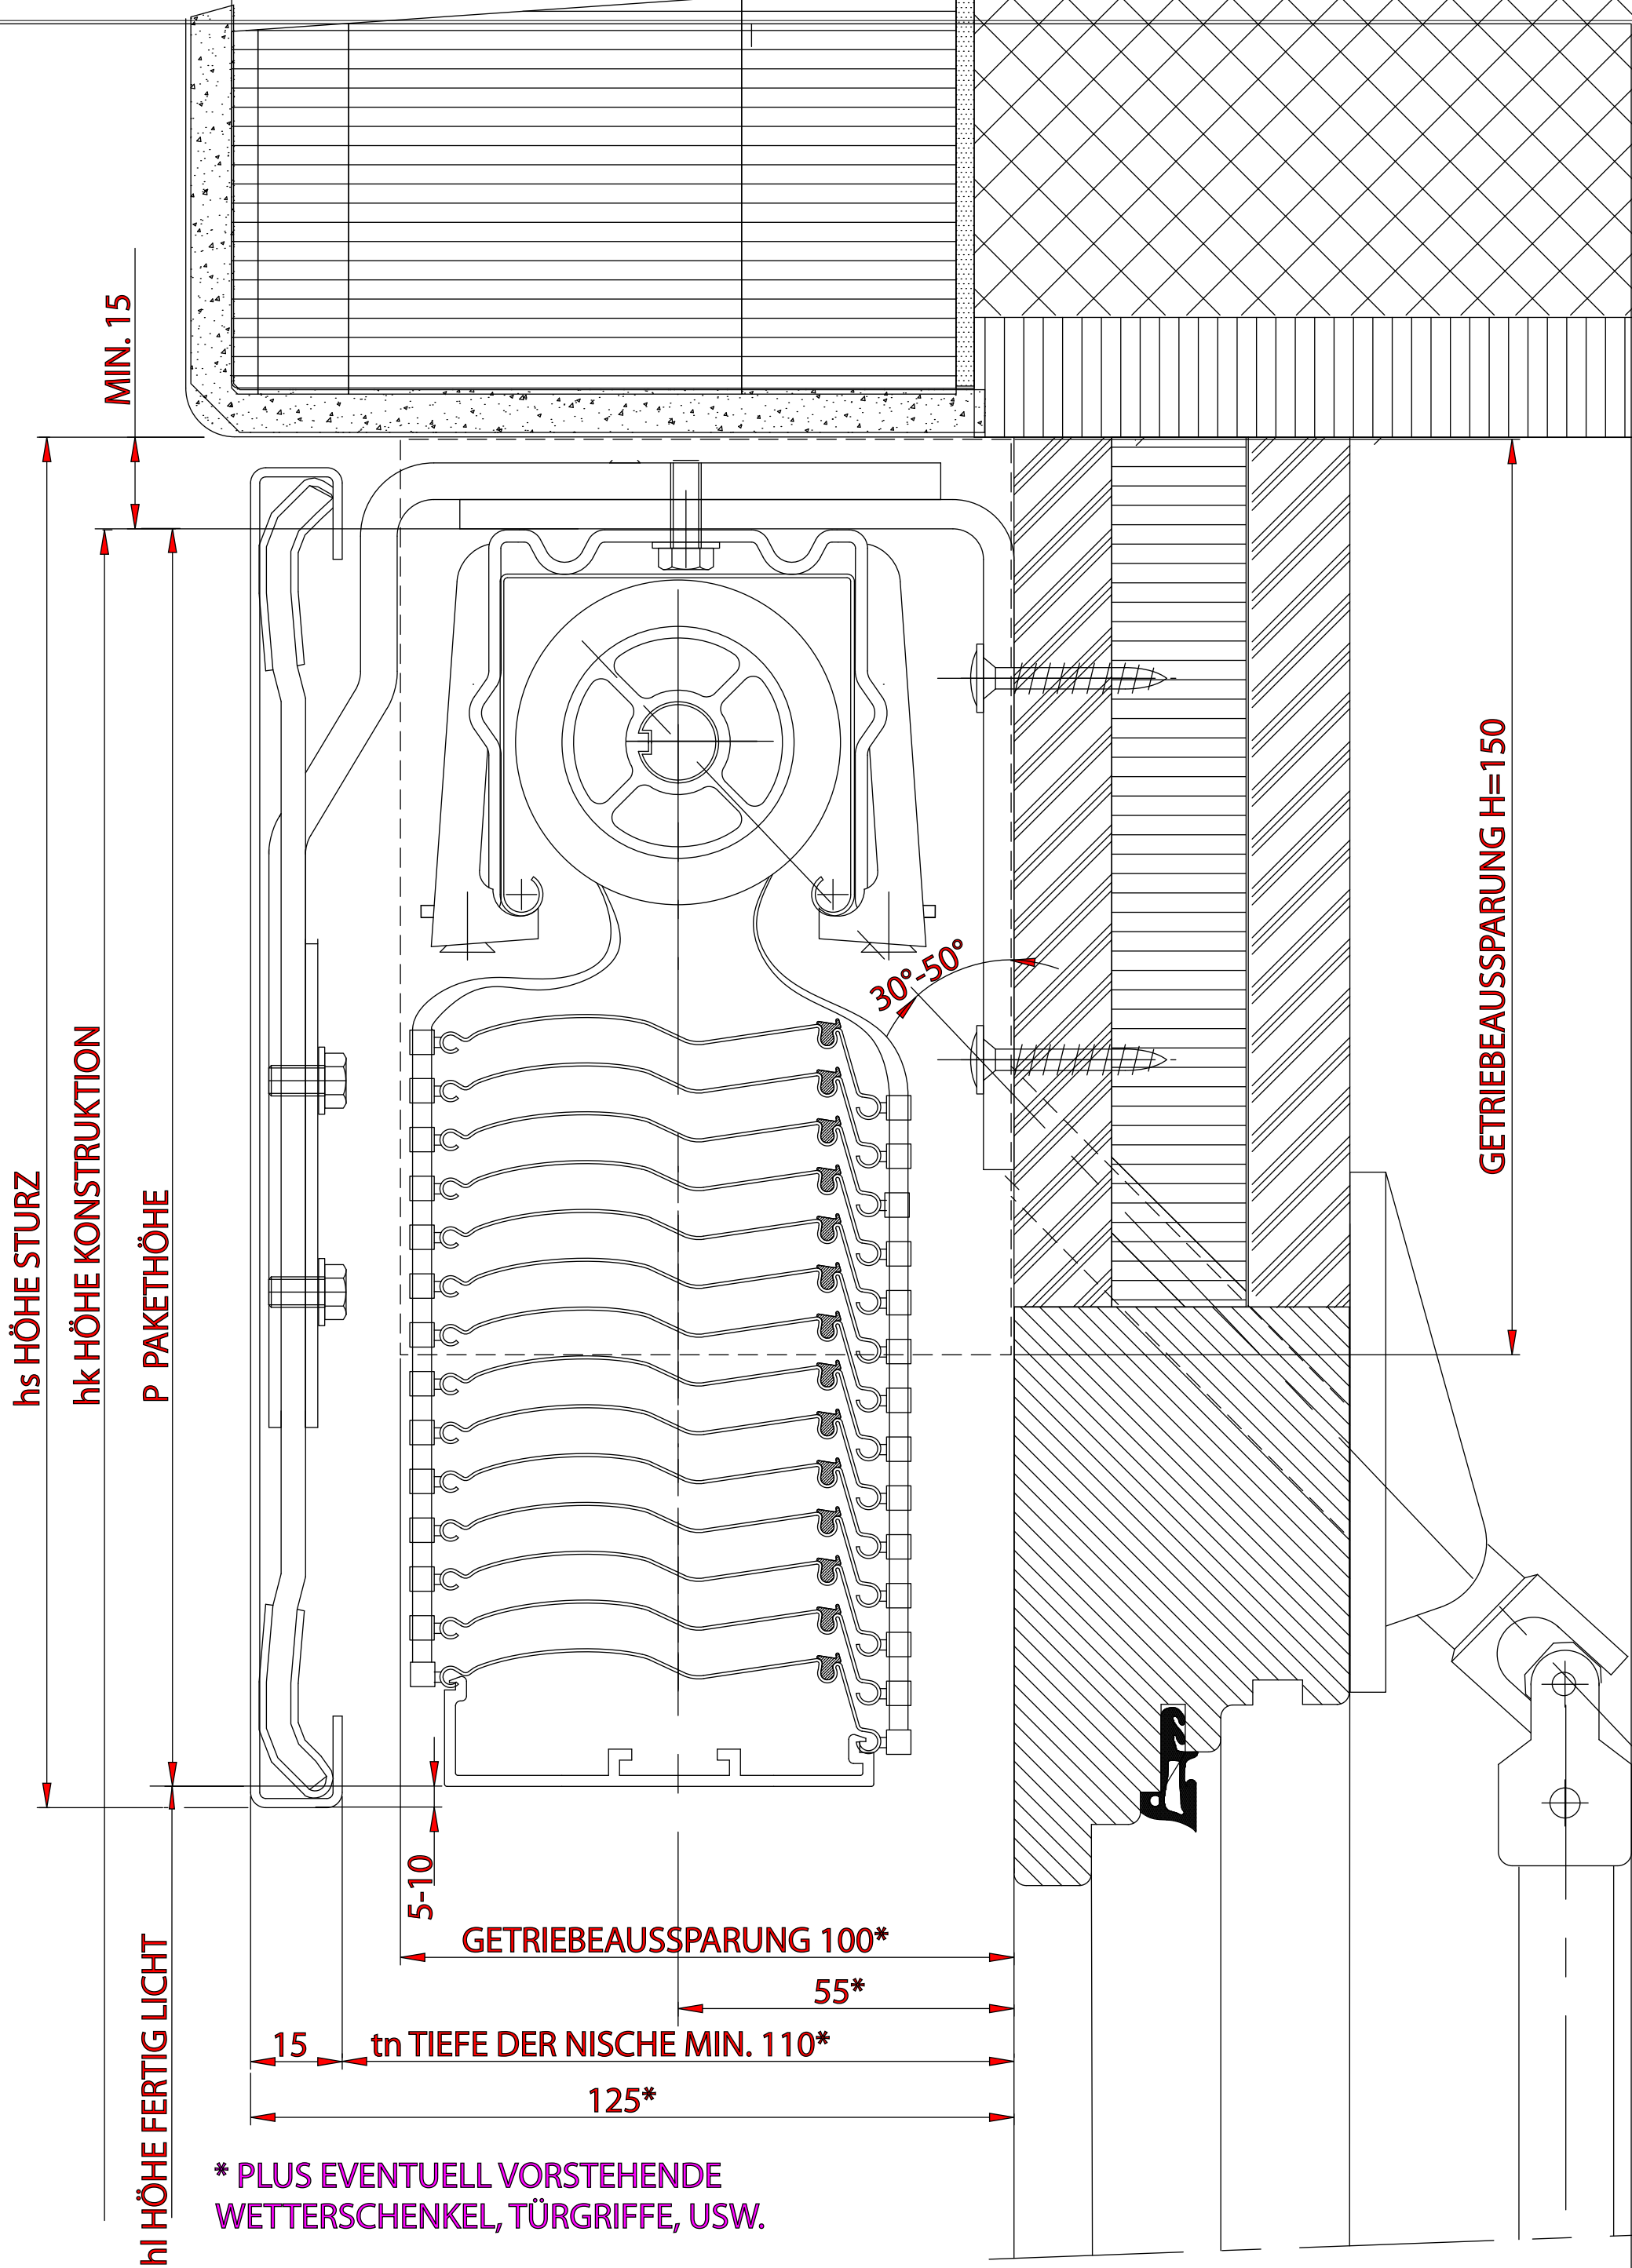 MIN. 15
hs HÖHE STURZ
hk HÖHE KONSTRUKTION
P PAKETHÖHE
30°-50°
GETRIEBEAUSSPARUNG H=150
5-10
GETRIEBEAUSSPARUNG 100*
55*
15
tn TIEFE DER NISCHE MIN. 110*
125*
hl HÖHE FERTIG LICHT
* PLUS EVENTUELL VORSTEHENDE
WETTERSCHENKEL, TÜRGRIFFE, USW.